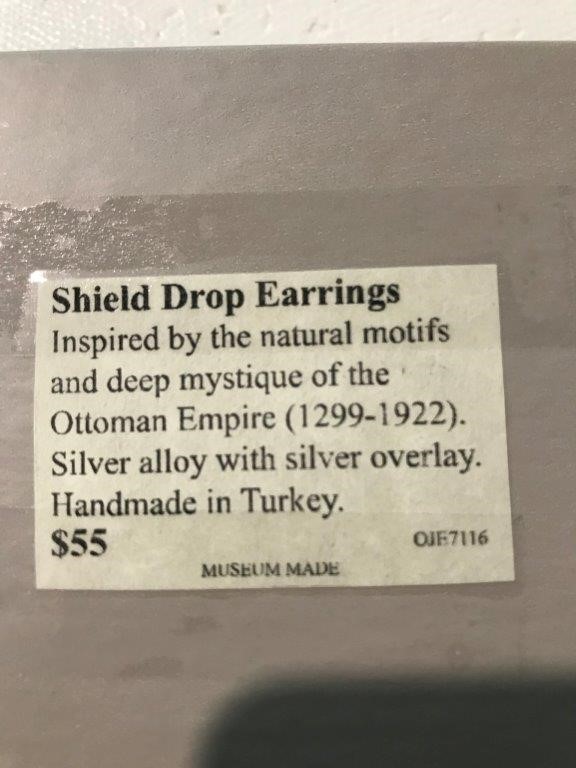 Shield Drop Earrings
Inspired by the natural motifs
and deep mystique of the
Ottoman Empire (1299-1922).
Silver alloy with silver overlay.
Handmade in Turkey.
$55 OJE7116
MUSEUM MADE